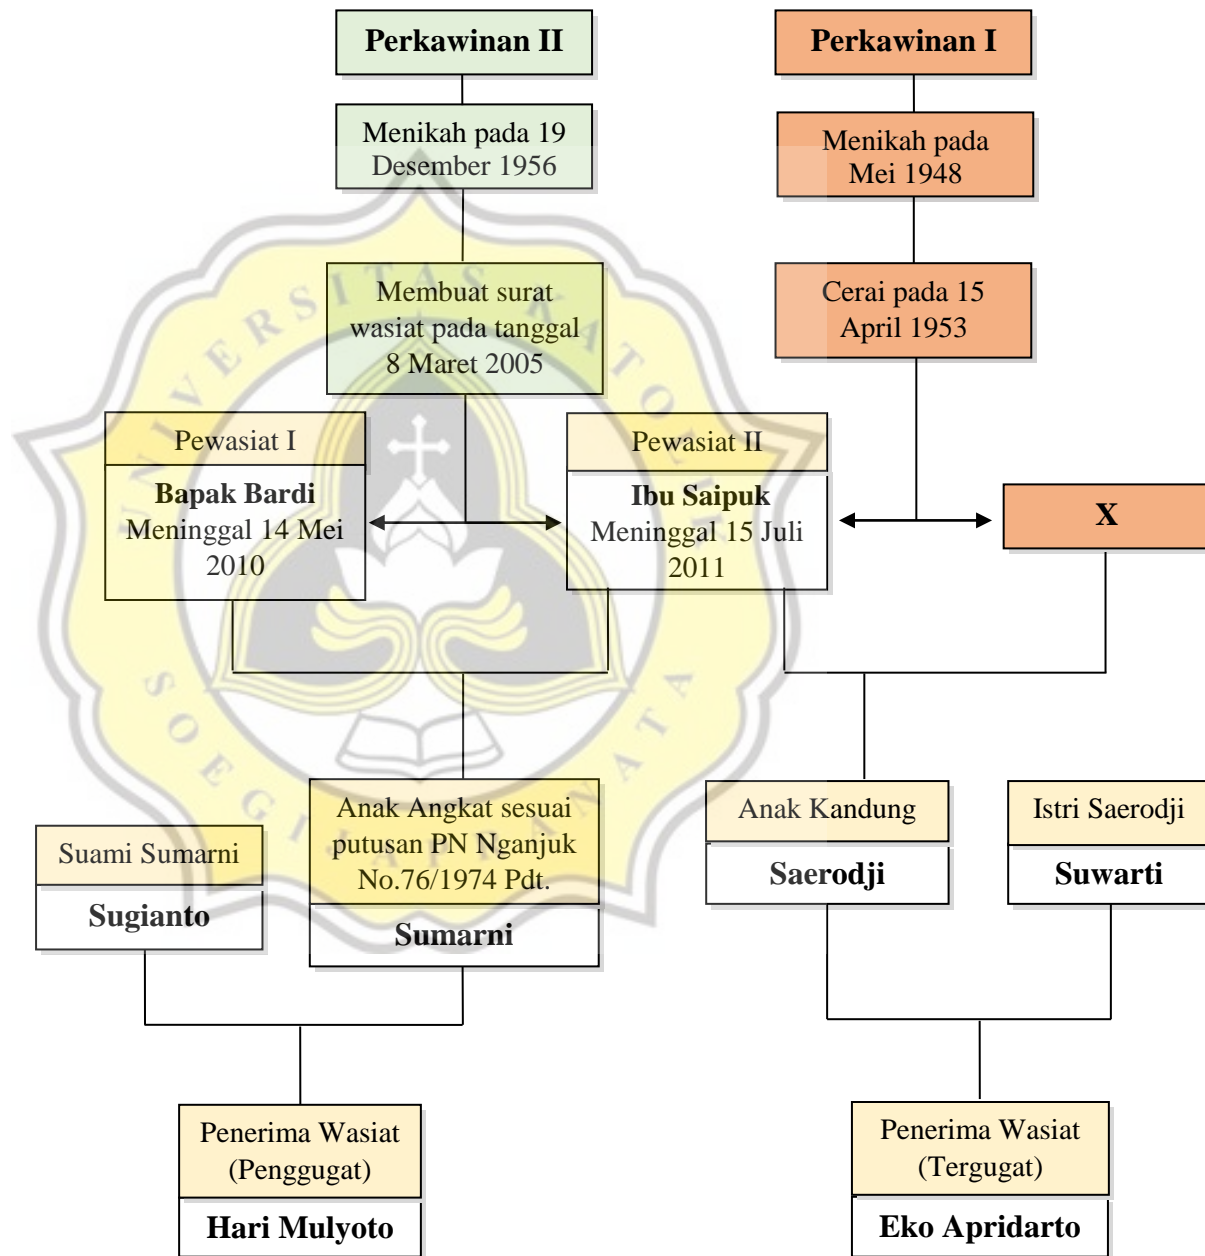 Perkawinan II
Perkawinan I
Menikah pada 19
Desember 1956
Menikah pada
Mei 1948
Membuat surat
wasiat pada tanggal
8 Maret 2005
Cerai pada 15
April 1953
Pewasiat I
Bapak Bardi
Meninggal 14 Mei
2010
Pewasiat II
Ibu Saipuk
Meninggal 15 Juli
2011
X
Suami Sumarni
Sugianto
Anak Angkat sesuai
putusan PN Nganjuk
No.76/1974 Pdt.
Sumarni
Anak Kandung
Saerodji
Istri Saerodji
Suwarti
Penerima Wasiat
(Penggugat)
Hari Mulyoto
Penerima Wasiat
(Tergugat)
Eko Apridarto
UNIVERSITAS KATOLIK
SOEGIJAPRANATA